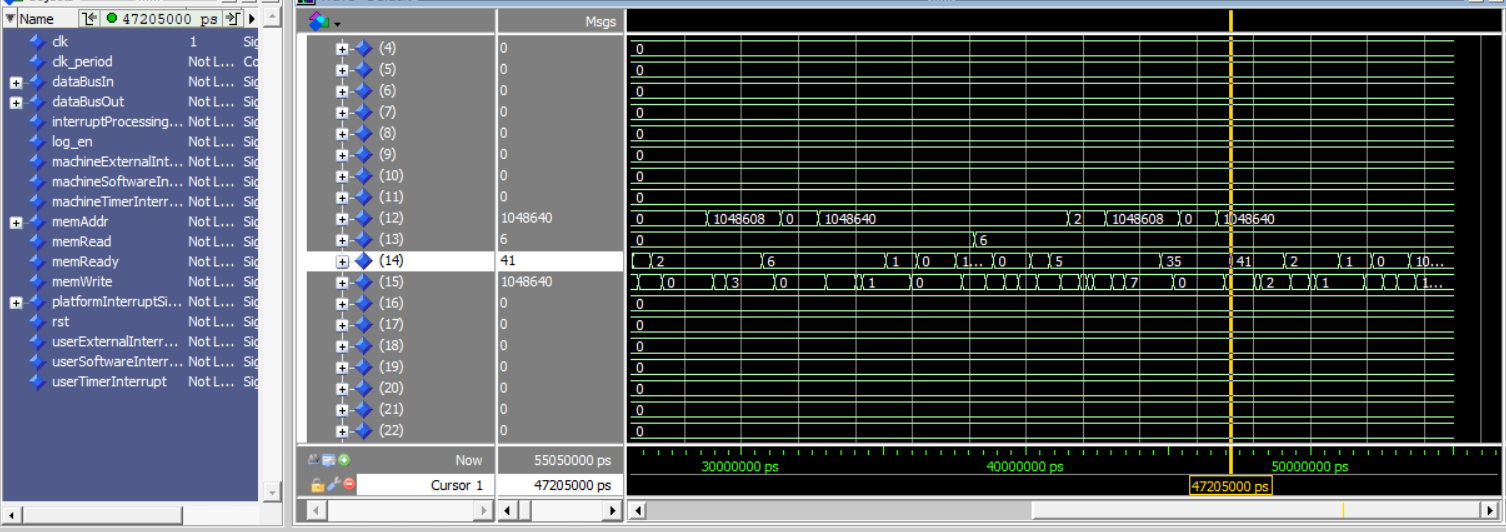 Name 47205000 ps
clk 1 Sig
clk_period Not L... Co
dataBusIn Not L... Sig
dataBusOut Not L... Sig
interruptProcessing... Not L... Sig
log_en Not L... Sig
machineExternalInt... Not L... Sig
machineSoftwareIn... Not L... Sig
machineTimerInterr... Not L... Sig
memAddr Not L... Sig
memRead Not L... Sig
memReady Not L... Sig
memWrite Not L... Sig
platformInterruptSi... Not L... Sig
rst Not L... Sig
userExternalInterr... Not L... Sig
userSoftwareInterr... Not L... Sig
userTimerInterrupt Not L... Sig
Msgs
(4) 0 0
(5) 0 0
(6) 0 0
(7) 0 0
(8) 0 0
(9) 0 0
(10) 0 0
(11) 0 0
(12) 1048640 0 1048608 0 1048640 2 1048608 0 1048640
(13) 6 0 6
(14) 41 2 6 1 0 1... 0 5 35 41 2 1 0 10...
(15) 1048640 0 3 0 1 0 7 0 2 1 1...
(16) 0 0
(17) 0 0
(18) 0 0
(19) 0 0
(20) 0 0
(21) 0 0
(22) 0 0
Now 55050000 ps 30000000 ps 40000000 ps 50000000 ps
Cursor 1 47205000 ps 47205000 ps